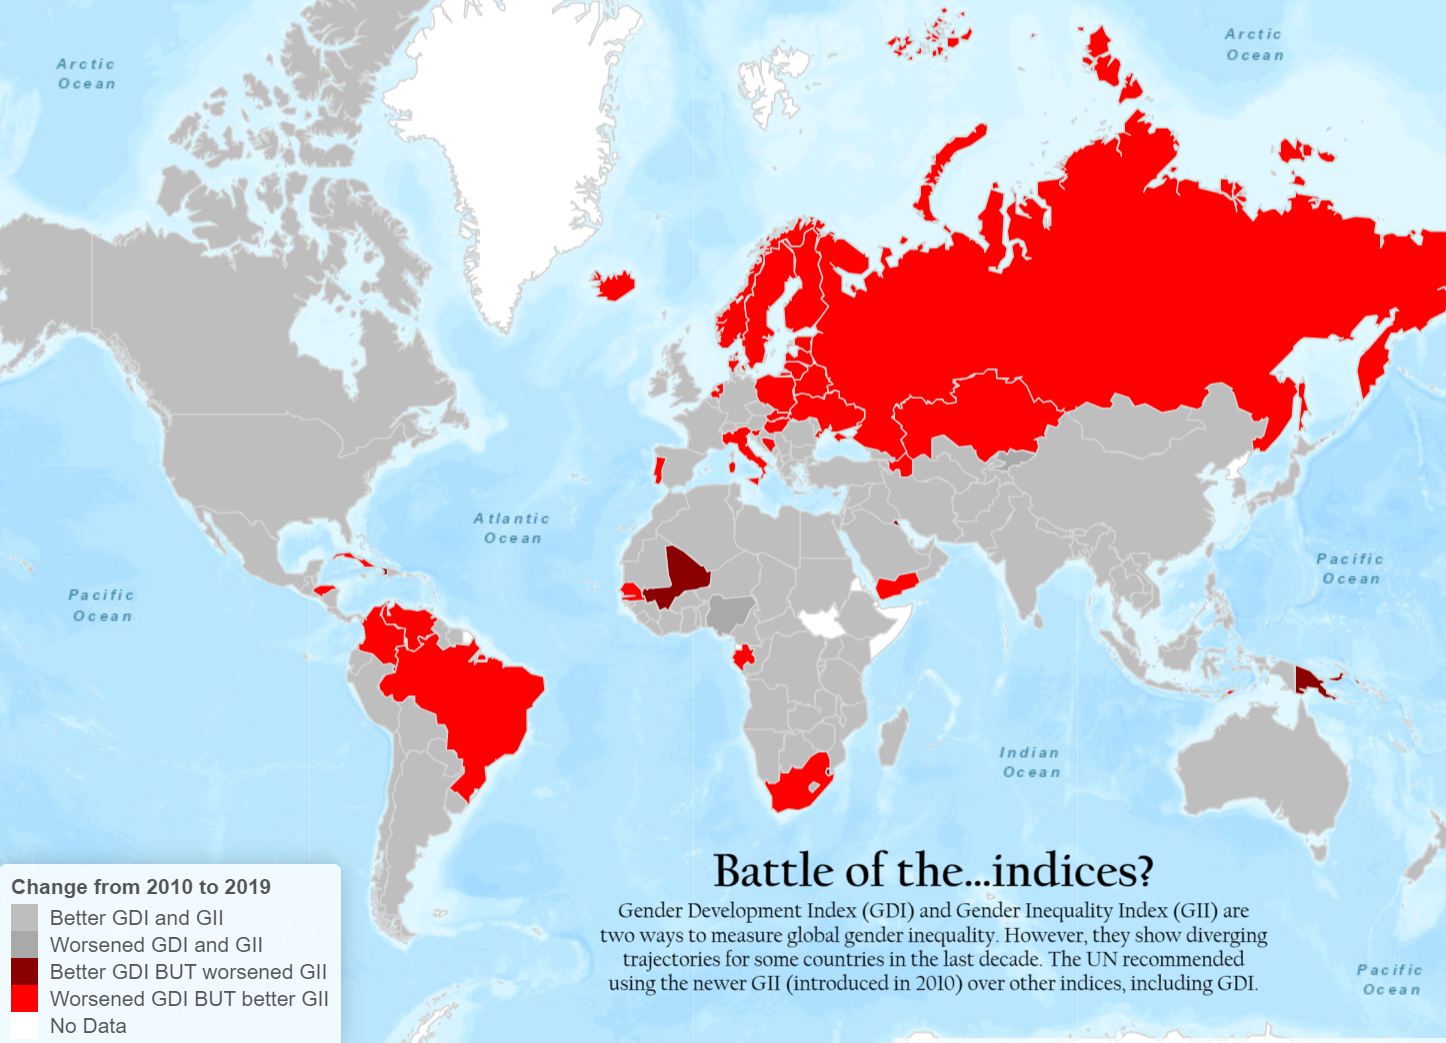 Arctic
Ocean
Arctic
Ocean
Atlantic
Ocean
Pacific
Ocean
Pacific
Ocean
Indian
Ocean
Pacific
Ocean
Battle of the...indices?
Gender Development Index (GDI) and Gender Inequality Index (GII) are
two ways to measure global gender inequality. However, they show diverging
trajectories for some countries in the last decade. The UN recommended
using the newer GII (introduced in 2010) over other indices, including GDI.
Change from 2010 to 2019
Better GDI and GII
Worsened GDI and GII
Better GDI BUT worsened GII
Worsened GDI BUT better GII
No Data